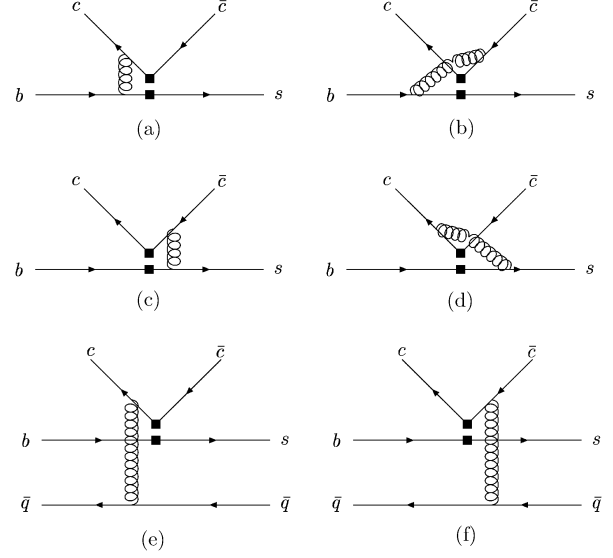 c c̄ c c̄
b s b s
(a) (b)
c c̄ c c̄
b s b s
(c) (d)
c c̄ c c̄
b s b s
q̄ q̄ q̄ q̄
(e) (f)